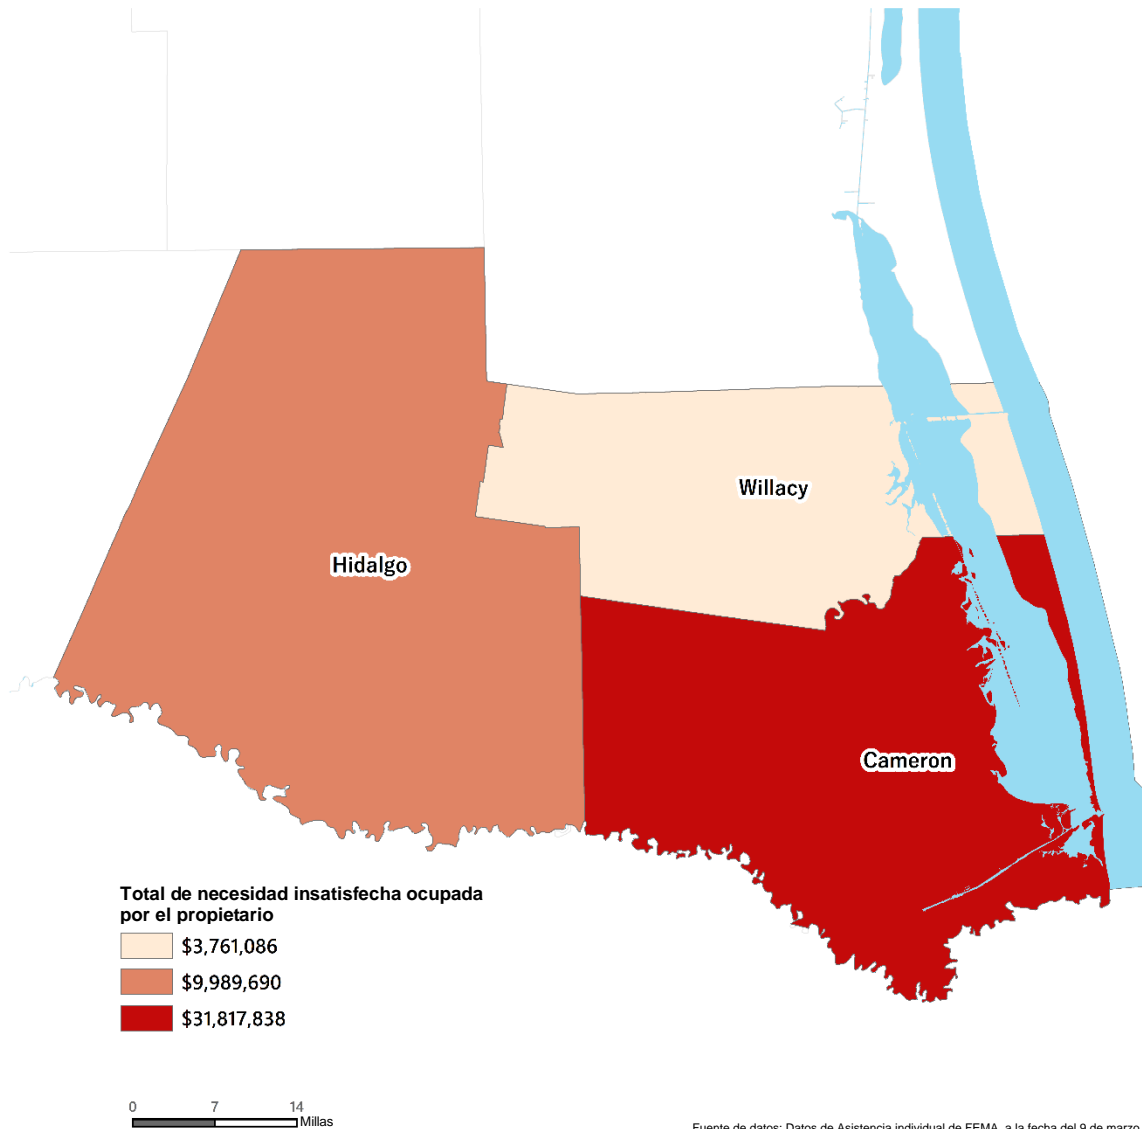 Willacy
Hidalgo
Cameron
Total de necesidad insatisfecha ocupada
por el propietario
$3,761,086
$9,989,690
$31,817,838
0 7 14
Millas
Fuente de datos: Datos de Asistencia individual de FEMA, a la fecha del 9 de marzo